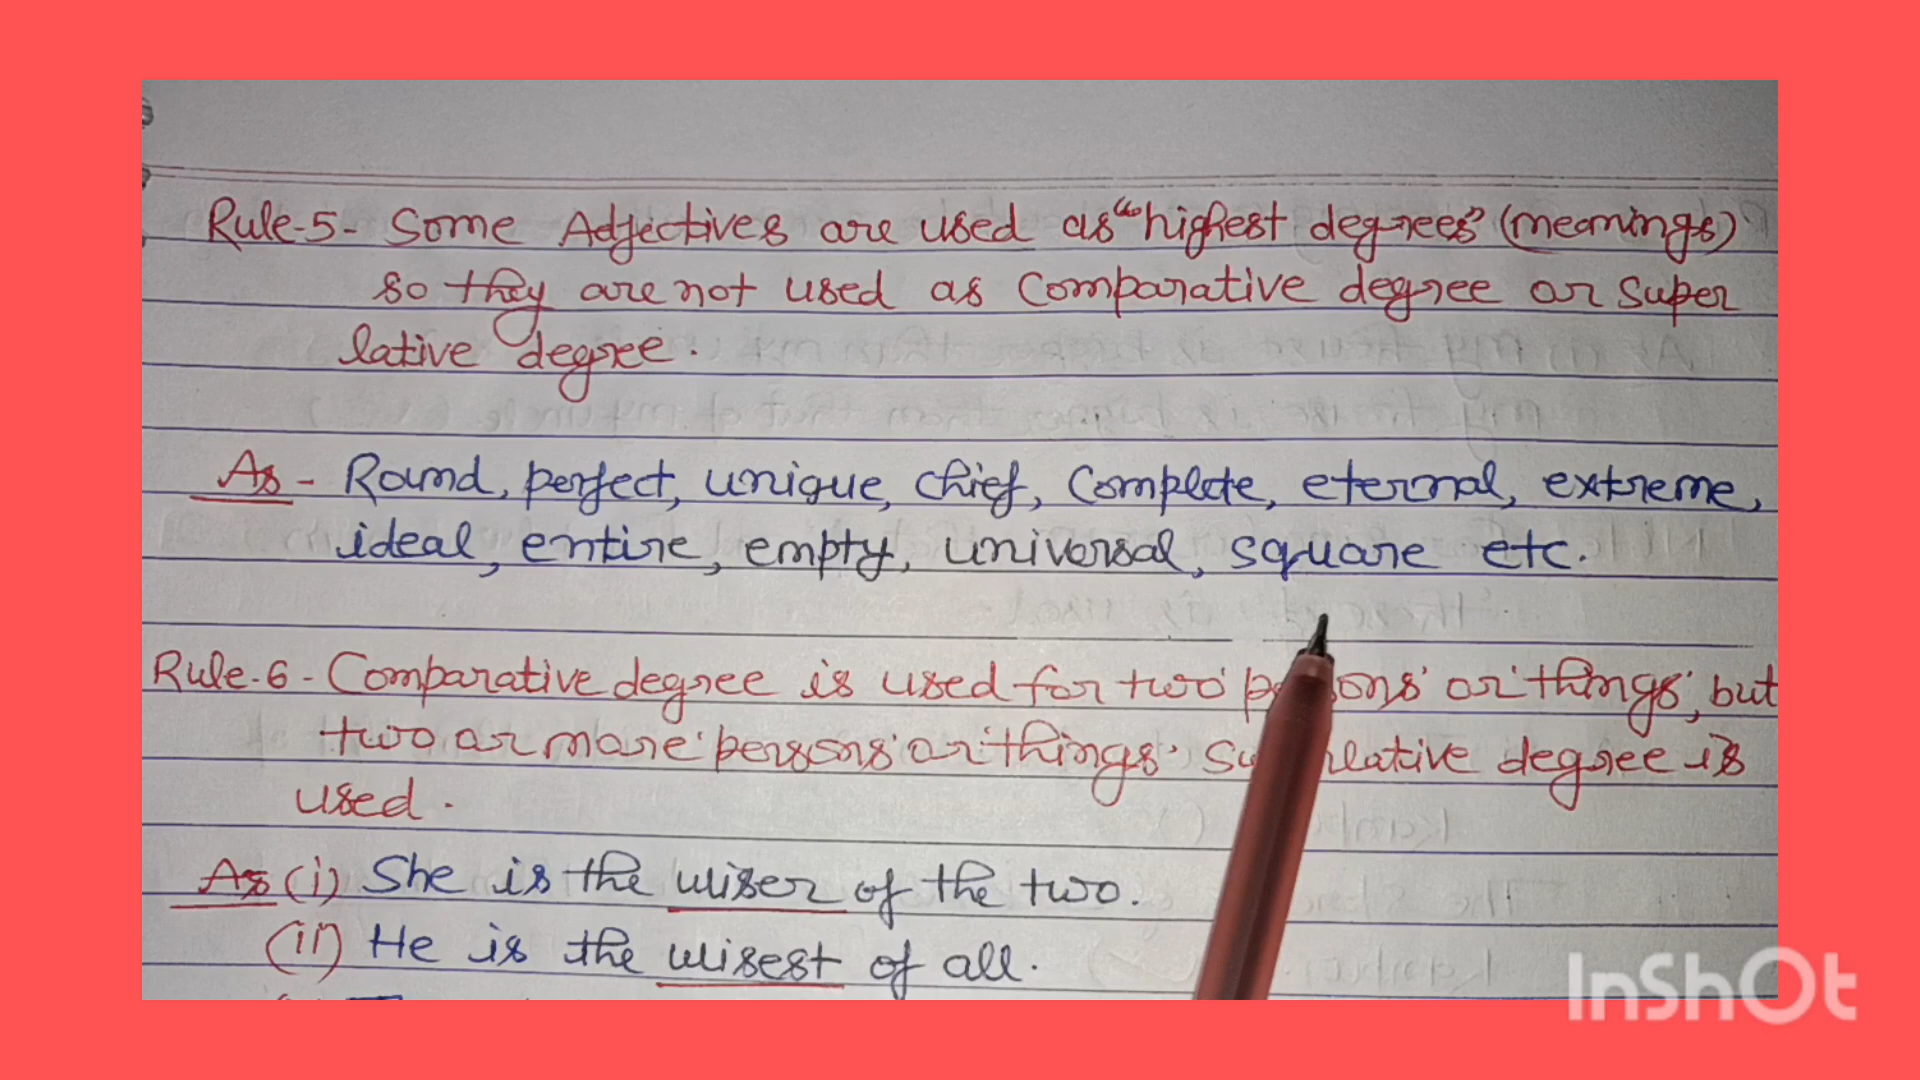 Rule-5- Some Adjectives are used as "highest degrees" (meanings)
so they are not used as Comparative degree or Super
lative degree.
As - Round, perfect, unique, chief, Complete, eternal, extreme,
ideal, entire, empty, universal, square etc.
Rule-6- Comparative degree is used for two 'persons' or 'things', but
two or more 'persons' or 'things' Superlative degree is
used.
As (i) She is the wiser of the two.
(ii) He is the wisest of all.
InShOt